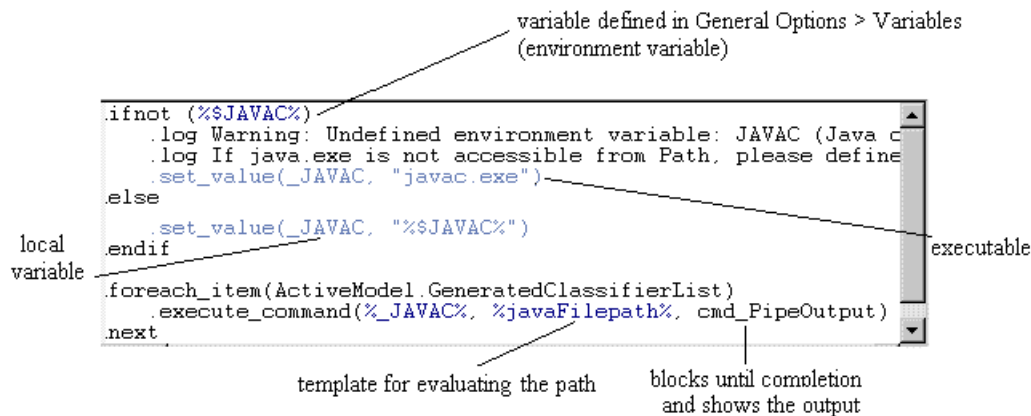 variable defined in General Options > Variables
(environment variable)
.ifnot (%$JAVAC%)
.log Warning: Undefined environment variable: JAVAC (Java c
.log If java.exe is not accessible from Path, please define
.set_value(_JAVAC, "javac.exe")
.else
.set_value(_JAVAC, "%$JAVAC%")
.endif
local
variable
executable
.foreach_item(ActiveModel.GeneratedClassifierList)
.execute_command(%_JAVAC%, %javaFilepath%, cmd_PipeOutput)
.next
template for evaluating the path
blocks until completion
and shows the output